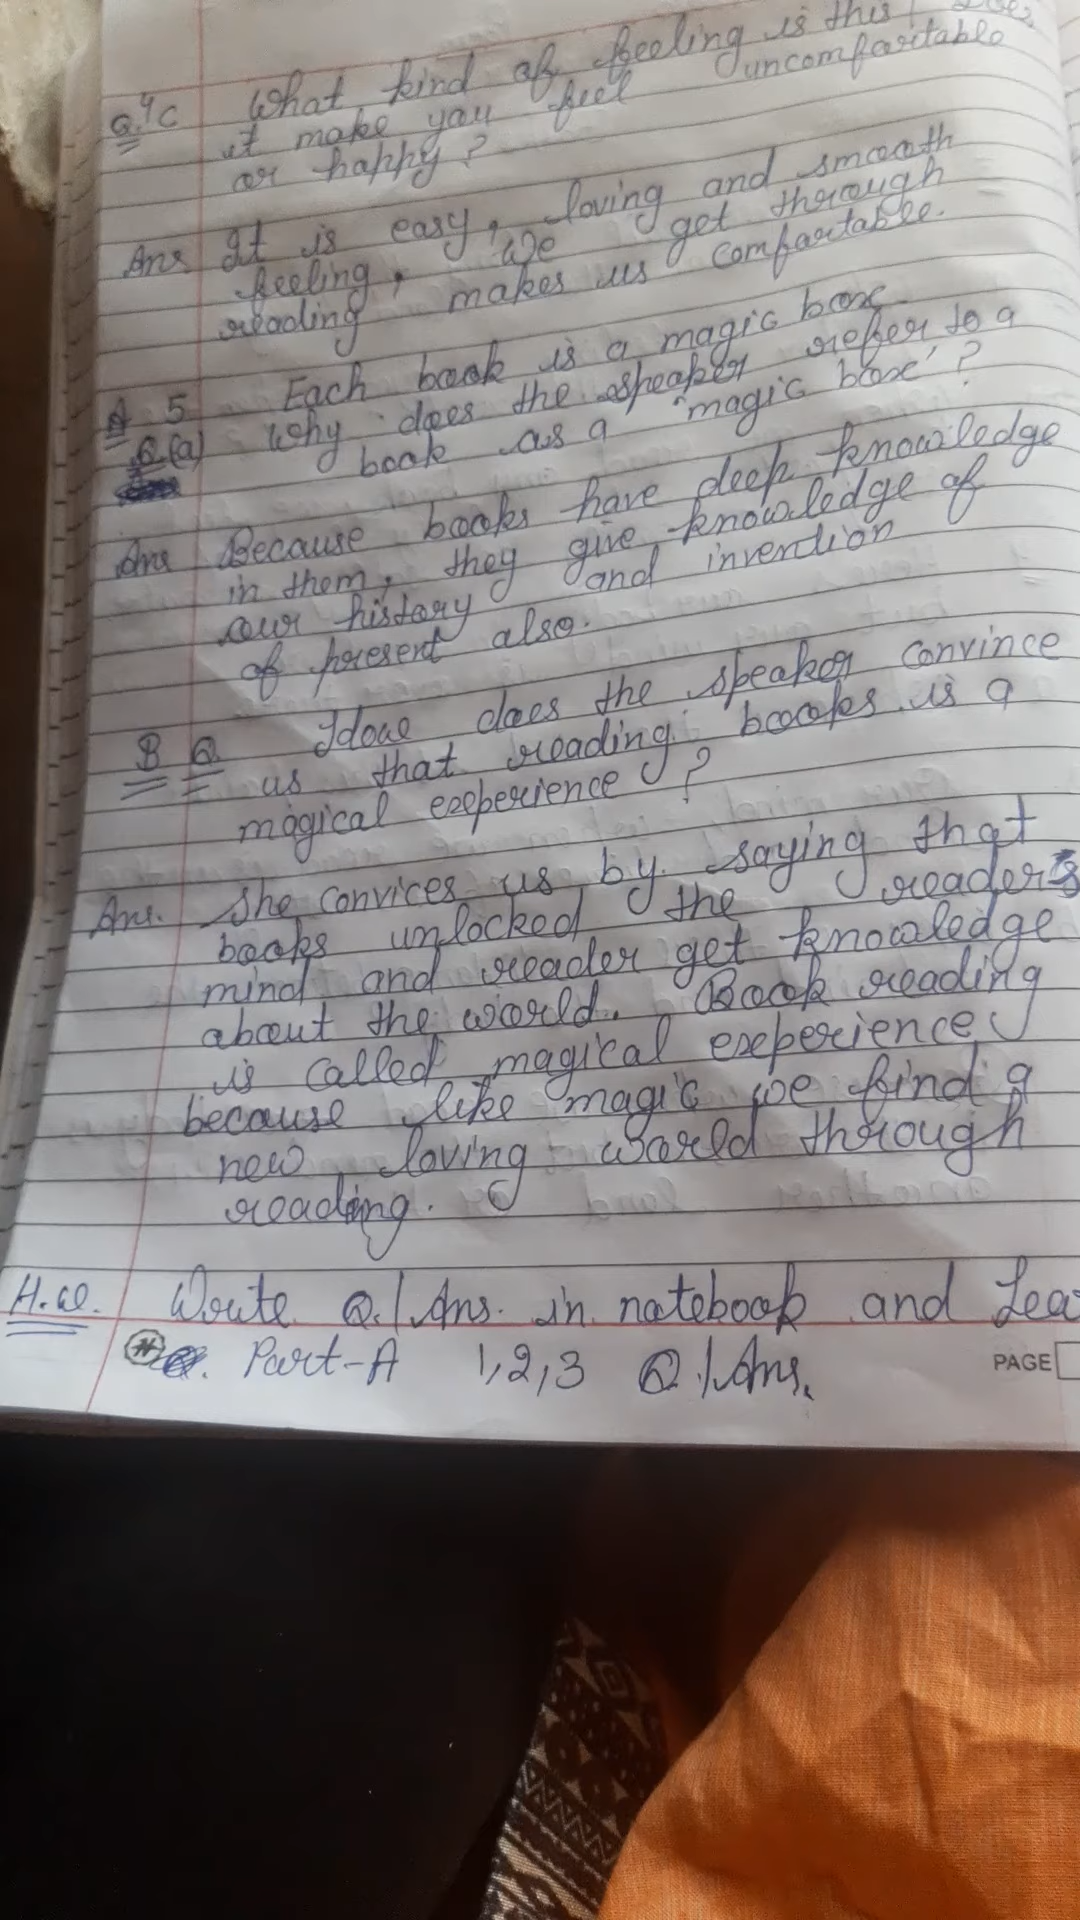 Q.4c What kind of feeling is this! Does
it make you feel uncomfortable
or happy?
Ans It is easy, loving and smooth
feeling, We get through
reading makes us comfortable.
5 Each book is a magic box
Q.(a) Why does the speaker refer to a
book as a 'magic box'?
Ans Because books have deep knowledge
in them, they give knowledge of
our history and invention
of present also.
B Q. How does the speaker convince
us that reading books is a
magical experience?
Ans. She convices us by saying that
books unlocked the readers
mind and reader get knowledge
about the world. Book reading
is called magical experience
because like magic we find a
new loving world through
reading.
H.W. Write Q./Ans. in notebook and Lea
Part-A 1,2,3 Q./Ans.
PAGE